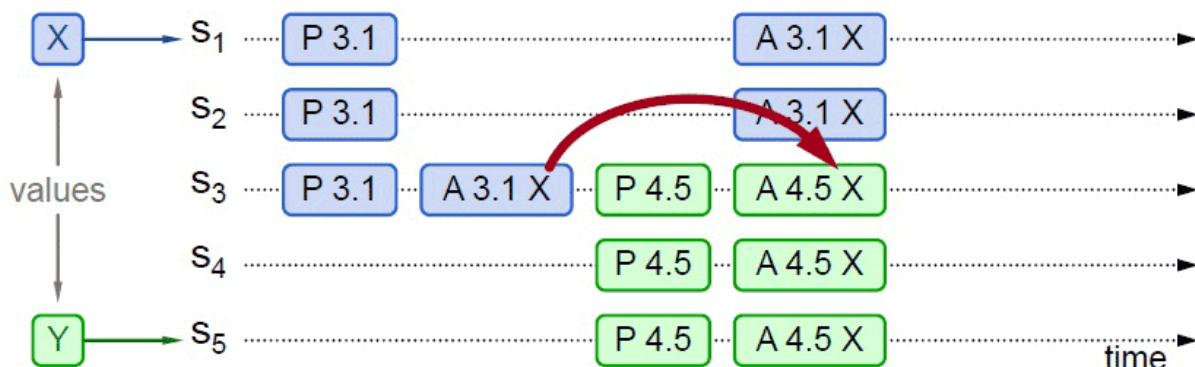 X S1 P 3.1 A 3.1 X
S2 P 3.1 A 3.1 X
values S3 P 3.1 A 3.1 X P 4.5 A 4.5 X
S4 P 4.5 A 4.5 X
Y S5 P 4.5 A 4.5 X
time